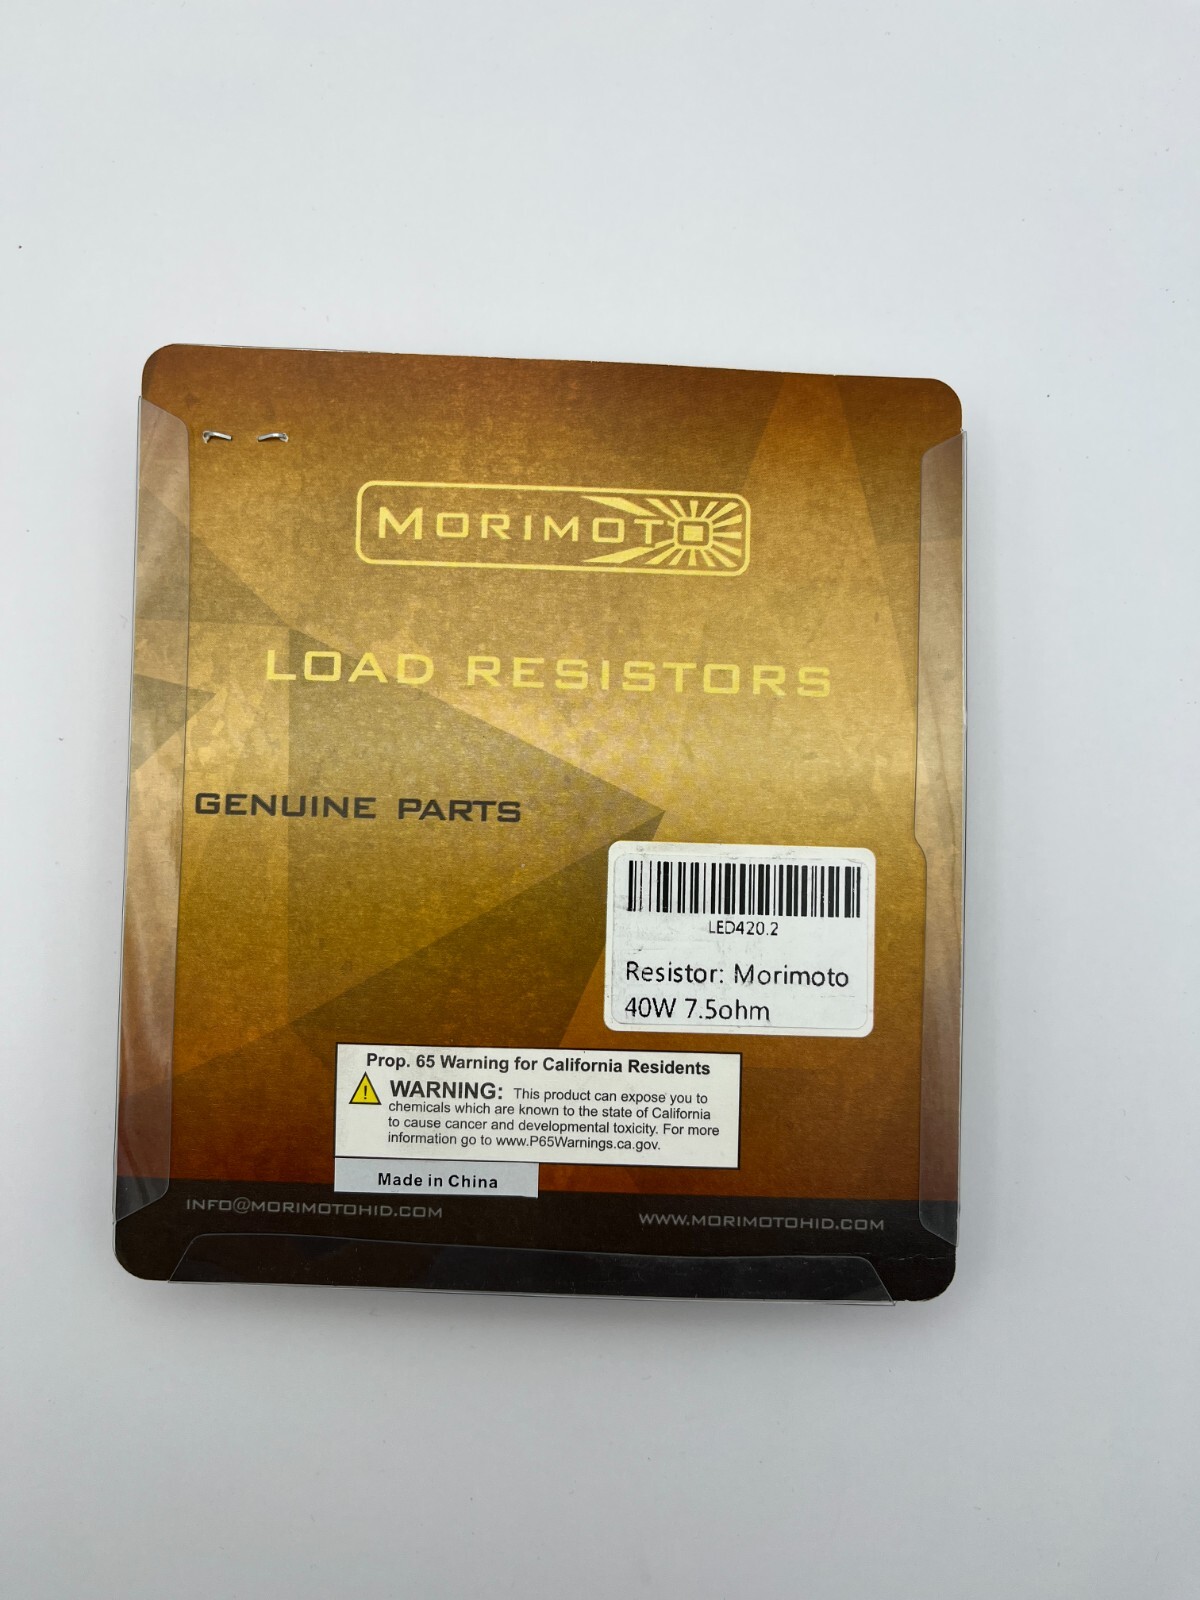 MORIMOTO
LOAD RESISTORS
GENUINE PARTS
LED420.2
Resistor: Morimoto
40W 7.5ohm
Prop. 65 Warning for California Residents
WARNING: This product can expose you to
chemicals which are known to the state of California
to cause cancer and developmental toxicity. For more
information go to www.P65Warnings.ca.gov.
Made in China
INFO@MORIMOTOHID.COM
WWW.MORIMOTOHID.COM